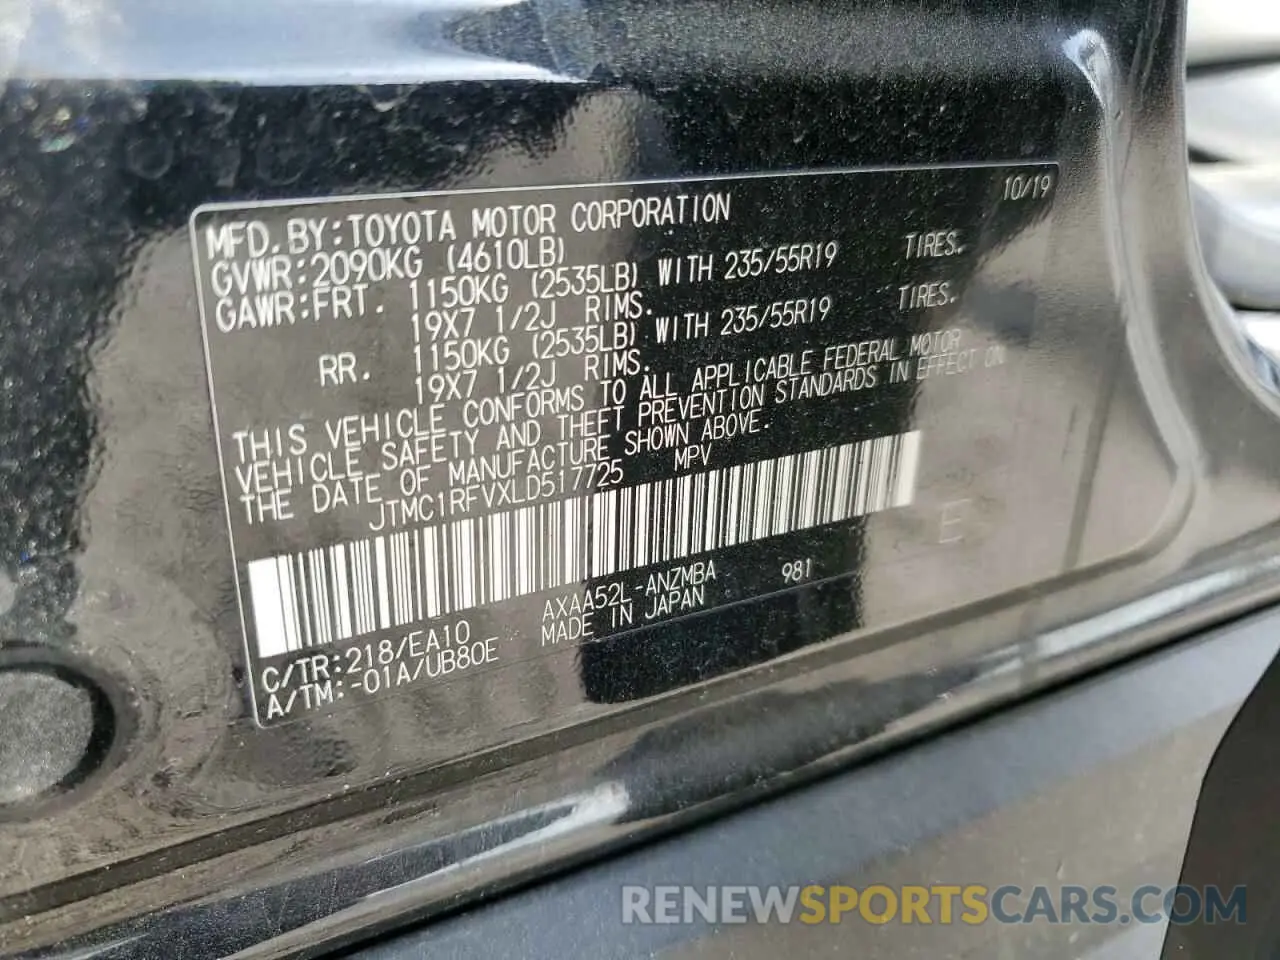 10/19
MFD. BY: TOYOTA MOTOR CORPORATION
GVWR: 2090KG (4610LB)
GAWR: FRT. 1150KG (2535LB) WITH 235/55R19 TIRES.
19X7 1/2J RIMS.
RR. 1150KG (2535LB) WITH 235/55R19 TIRES.
19X7 1/2J RIMS.
THIS VEHICLE CONFORMS TO ALL APPLICABLE FEDERAL MOTOR
VEHICLE SAFETY AND THEFT PREVENTION STANDARDS IN EFFECT ON
THE DATE OF MANUFACTURE SHOWN ABOVE.
JTMC1RFVXLD517725 MPV
E
AXAA52L-ANZMBA 981
C/TR: 218/EA10 MADE IN JAPAN
A/TM: -01A/UB80E
RENEWSPORTSCARS.COM